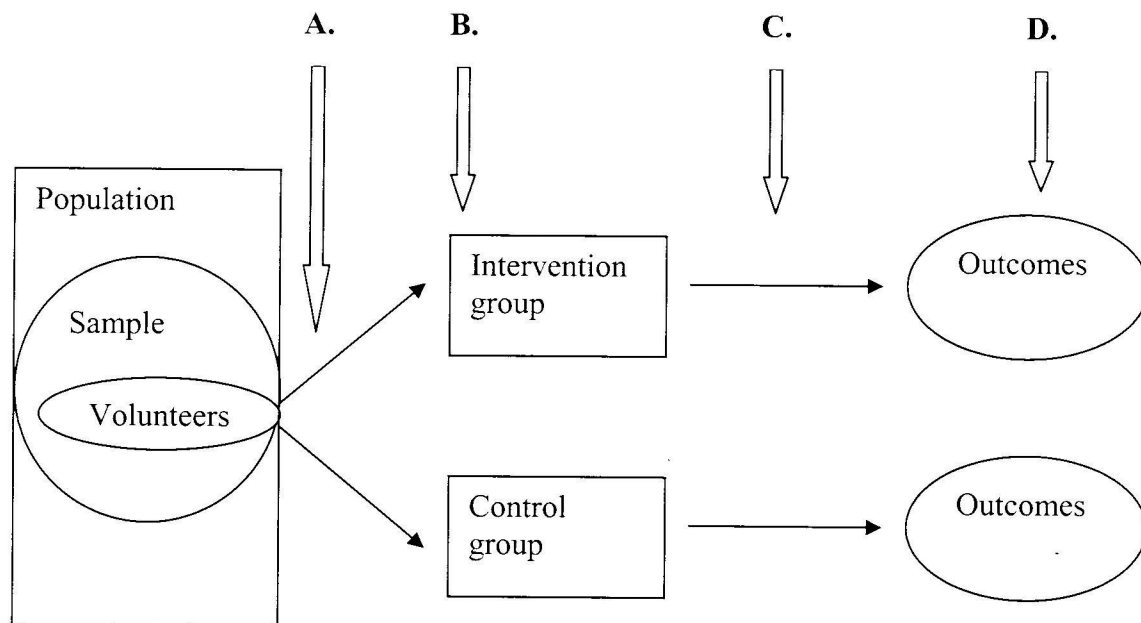 A. B. C. D.
Population
Sample
Volunteers
Intervention
group
Outcomes
Control
group
Outcomes